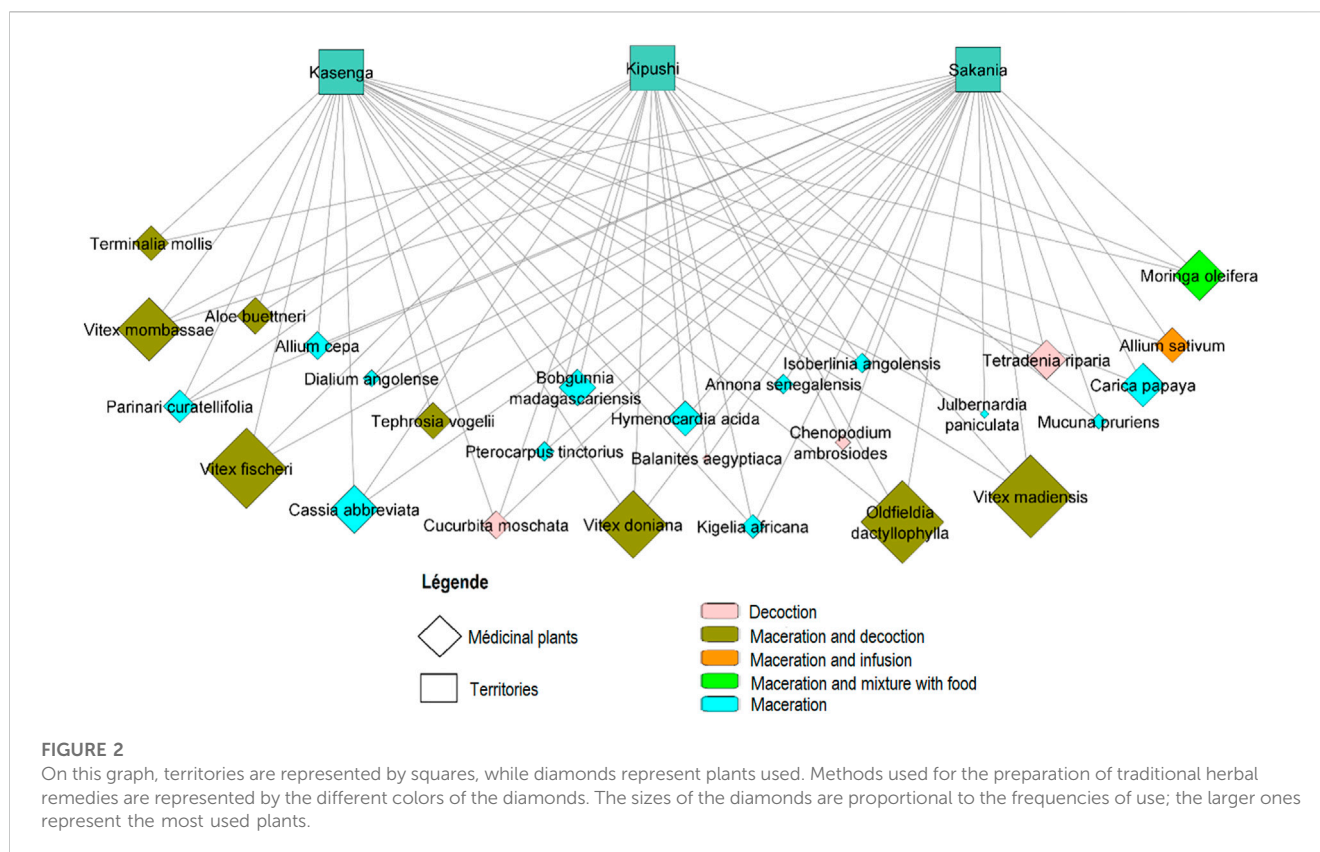 Kasenga
Kipushi
Sakania
Terminalia mollis
Moringa oleifera
Vitex mombassae
Aloe buettneri
Allium cepa
Allium sativum
Isoberlinia angolensis
Tetradenia riparia
Dialium angolense
Bobgunnia
madagascariensis
Annona senegalensis
Carica papaya
Parinari curatellifolia
Tephrosia vogelii
Hymenocardia acida
Julbernardia
paniculata
Mucuna pruriens
Chenopodium
ambrosiodes
Pterocarpus tinctorius
Balanites aegyptiaca
Vitex fischeri
Vitex madiensis
Cassia abbreviata
Cucurbita moschata
Vitex doniana
Kigelia africana
Oldfieldia
dactyllophylla
Légende
Médicinal plants
Territories
Decoction
Maceration and decoction
Maceration and infusion
Maceration and mixture with food
Maceration
FIGURE 2
On this graph, territories are represented by squares, while diamonds represent plants used. Methods used for the preparation of traditional herbal
remedies are represented by the different colors of the diamonds. The sizes of the diamonds are proportional to the frequencies of use; the larger ones
represent the most used plants.